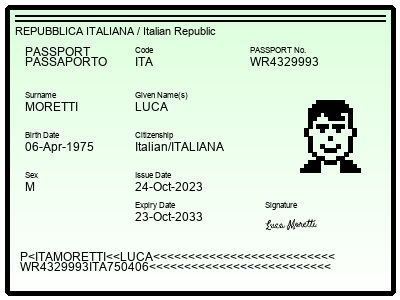 REPUBBLICA ITALIANA / Italian Republic
PASSPORT
PASSAPORTO
Code
ITA
PASSPORT No.
WR4329993
Surname
MORETTI
Given Name(s)
LUCA
Birth Date
06-Apr-1975
Citizenship
Italian/ITALIANA
Sex
M
Issue Date
24-Oct-2023
Expiry Date
23-Oct-2033
Signature
Luca Moretti
P<ITAMORETTI<<LUCA<<<<<<<<<<<<<<<<<<<<<<<<<<
WR4329993ITA750406<<<<<<<<<<<<<<<<<<<<<<<<<<